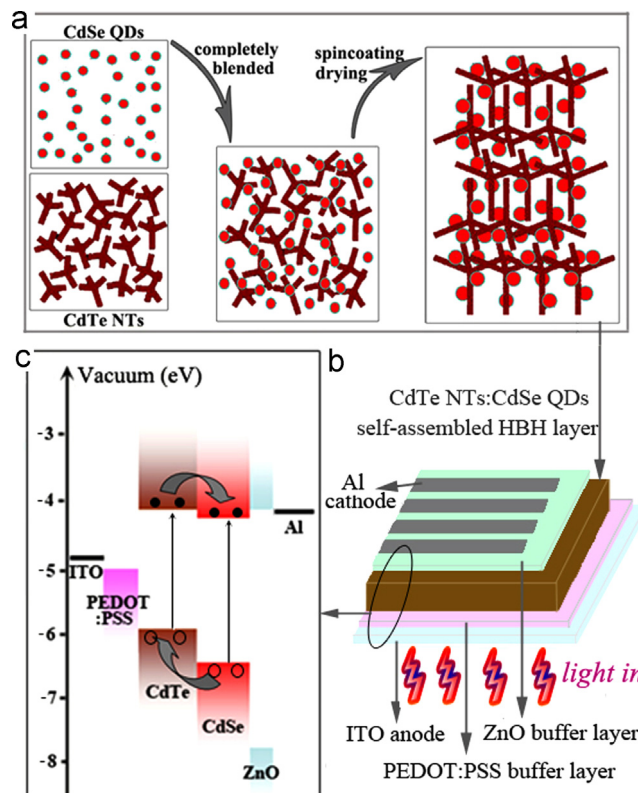 a
CdSe QDs
completely
blended
spincoating
drying
CdTe NTs
c
Vacuum (eV)
-3
-4
-5
-6
-7
-8
ITO
PEDOT
:PSS
CdTe
CdSe
ZnO
Al
b
CdTe NTs:CdSe QDs
self-assembled HBH layer
Al
cathode
light in
ITO anode
ZnO buffer layer
PEDOT:PSS buffer layer